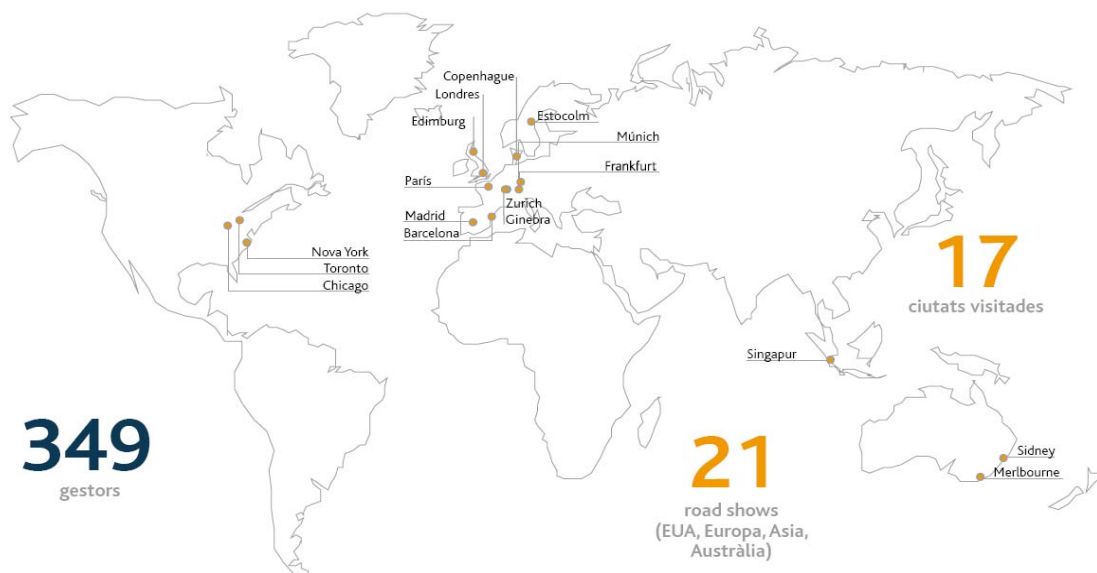 Copenhague
Londres
Edimburg
Estocolm
Múnich
Frankfurt
París
Zurich
Ginebra
Madrid
Barcelona
Nova York
Toronto
Chicago
17
ciutats visitades
Singapur
349
gestors
21
road shows
(EUA, Europa, Asia,
Austràlia)
Sidney
Merlbourne